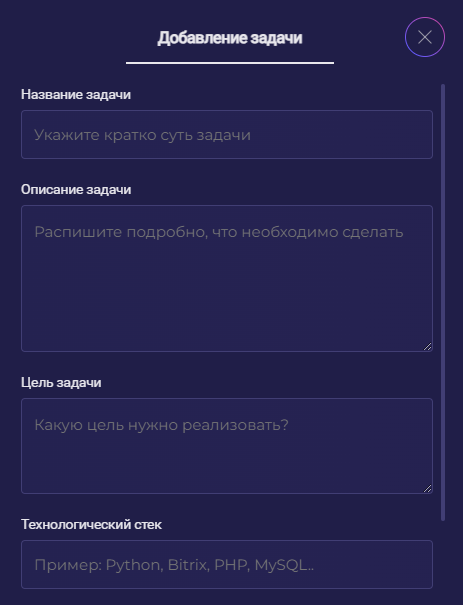 Добавление задачи
Название задачи
Укажите кратко суть задачи
Описание задачи
Распишите подробно, что необходимо сделать
Цель задачи
Какую цель нужно реализовать?
Технологический стек
Пример: Python, Bitrix, PHP, MySQL..